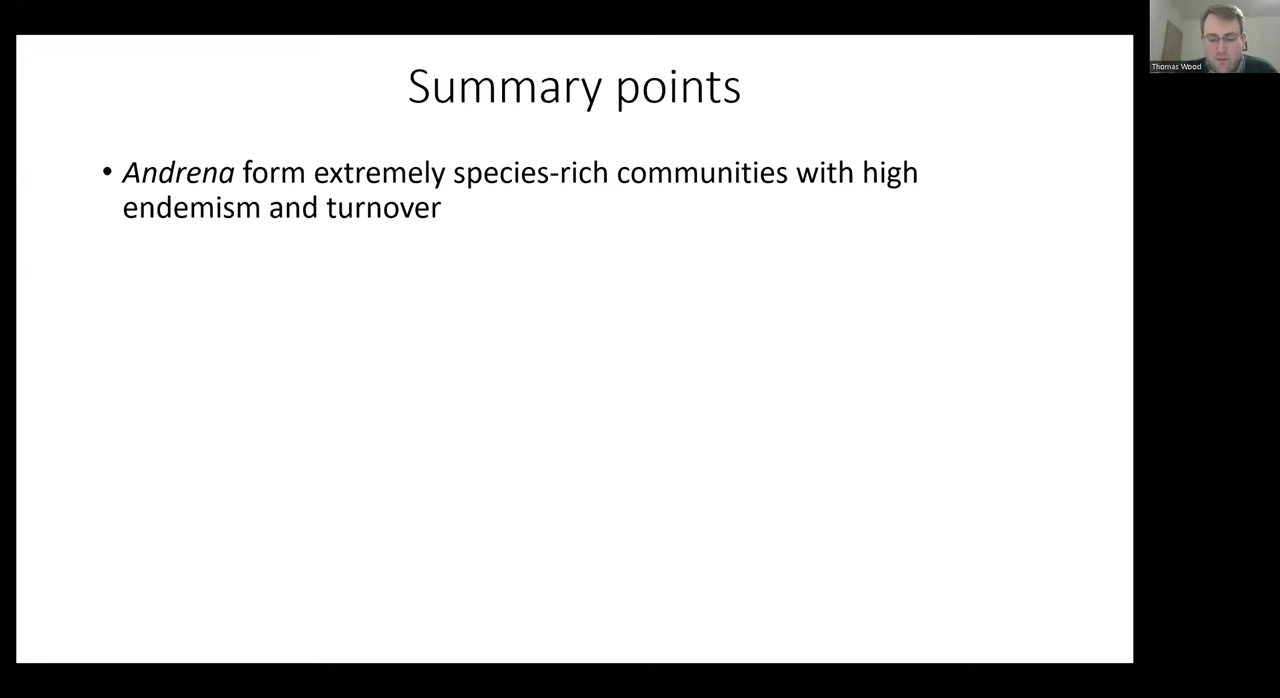 Summary points
• Andrena form extremely species-rich communities with high
endemism and turnover
Thomas Wood